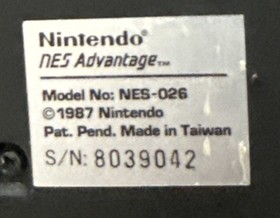 Nintendo®
NES Advantage™
Model No: NES-026
©1987 Nintendo
Pat. Pend. Made in Taiwan
S/N: 8039042